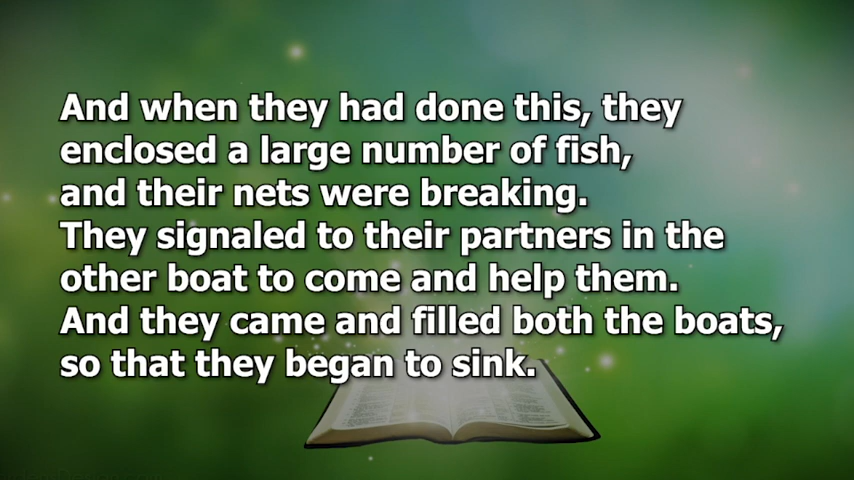 And when they had done this, they
enclosed a large number of fish,
and their nets were breaking.
They signaled to their partners in the
other boat to come and help them.
And they came and filled both the boats,
so that they began to sink.